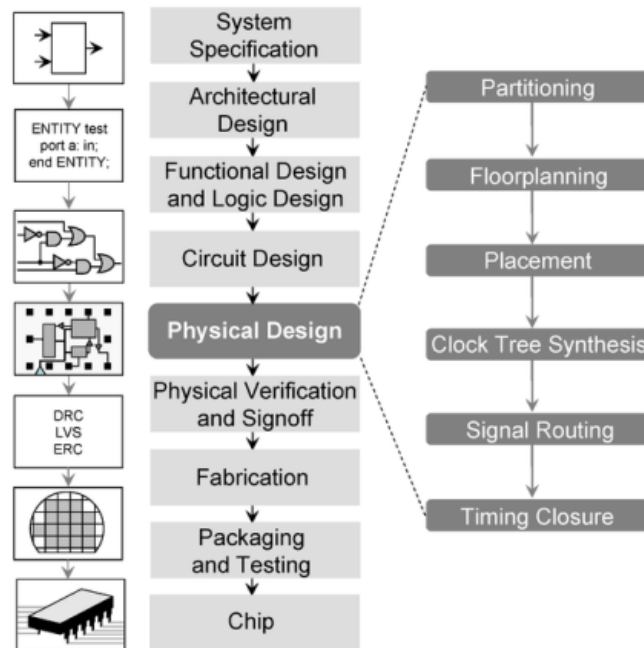 ENTITY test
port a: in;
end ENTITY;
DRC
LVS
ERC
System
Specification
Architectural
Design
Functional Design
and Logic Design
Circuit Design
Physical Design
Physical Verification
and Signoff
Fabrication
Packaging
and Testing
Chip
Partitioning
Floorplanning
Placement
Clock Tree Synthesis
Signal Routing
Timing Closure